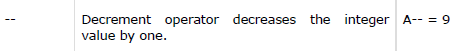 -- Decrement operator decreases the integer A-- = 9
value by one.